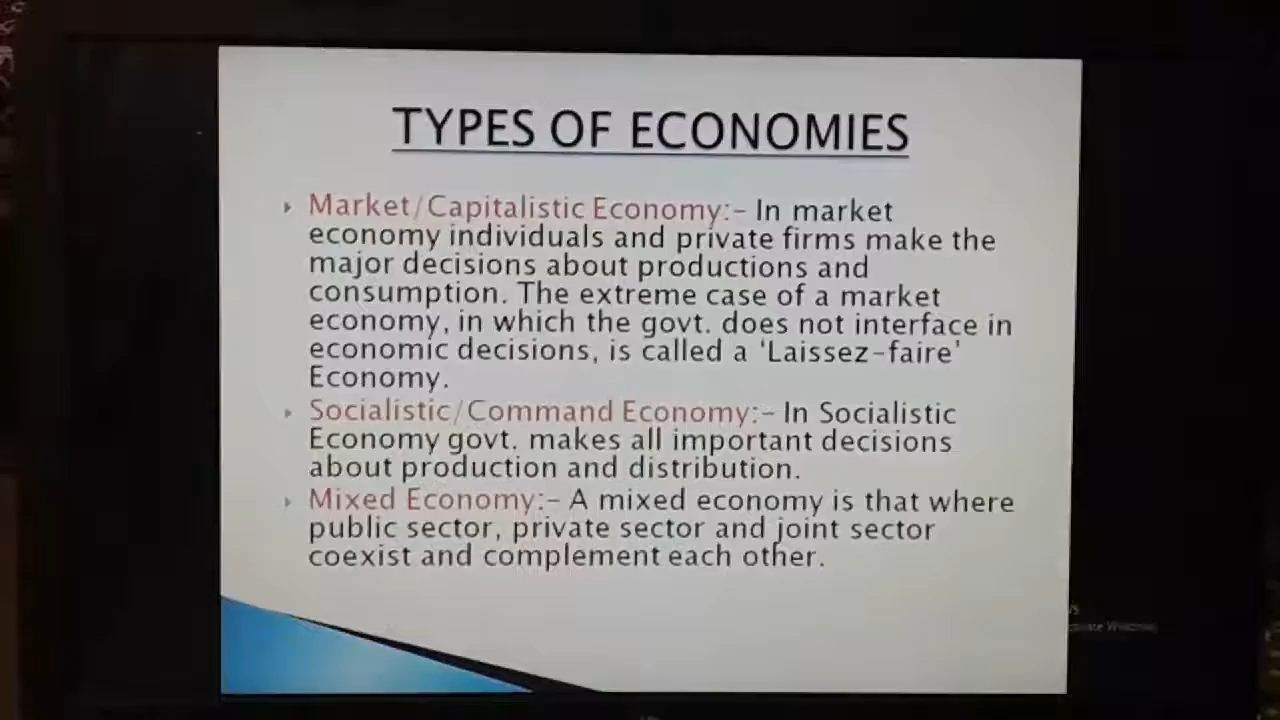 TYPES OF ECONOMIES
Market/Capitalistic Economy:- In market
economy individuals and private firms make the
major decisions about productions and
consumption. The extreme case of a market
economy, in which the govt. does not interface in
economic decisions, is called a 'Laissez-faire'
Economy.
Socialistic/Command Economy:- In Socialistic
Economy govt. makes all important decisions
about production and distribution.
Mixed Economy:- A mixed economy is that where
public sector, private sector and joint sector
coexist and complement each other.